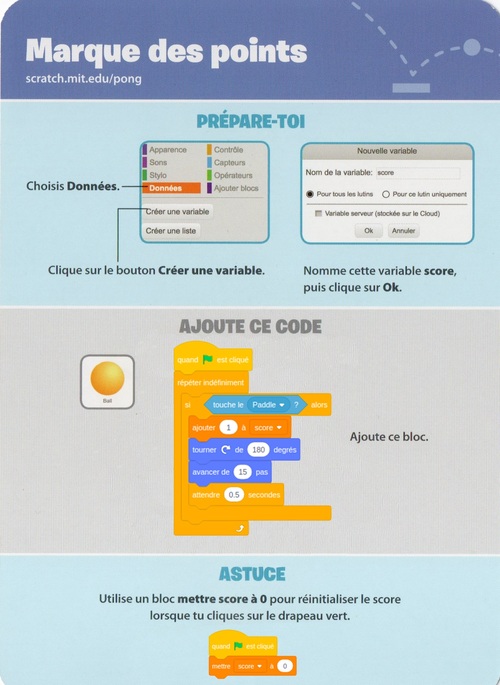 Marque des points
scratch.mit.edu/pong
PRÉPARE-TOI
Choisis Données.
Apparence
Sons
Stylo
Données
Contrôle
Capteurs
Opérateurs
Ajouter blocs
Créer une variable
Créer une liste
Clique sur le bouton Créer une variable.
Nouvelle variable
Nom de la variable: score
Pour tous les lutins Pour ce lutin uniquement
Variable serveur (stockée sur le Cloud)
Ok Annuler
Nomme cette variable score,
puis clique sur Ok.
AJOUTE CE CODE
Ball
quand est cliqué
répéter indéfiniment
si touche le Paddle ? alors
ajouter 1 à score
tourner de 180 degrés
avancer de 15 pas
attendre 0.5 secondes
Ajoute ce bloc.
ASTUCE
Utilise un bloc mettre score à 0 pour réinitialiser le score
lorsque tu cliques sur le drapeau vert.
quand est cliqué
mettre score à 0